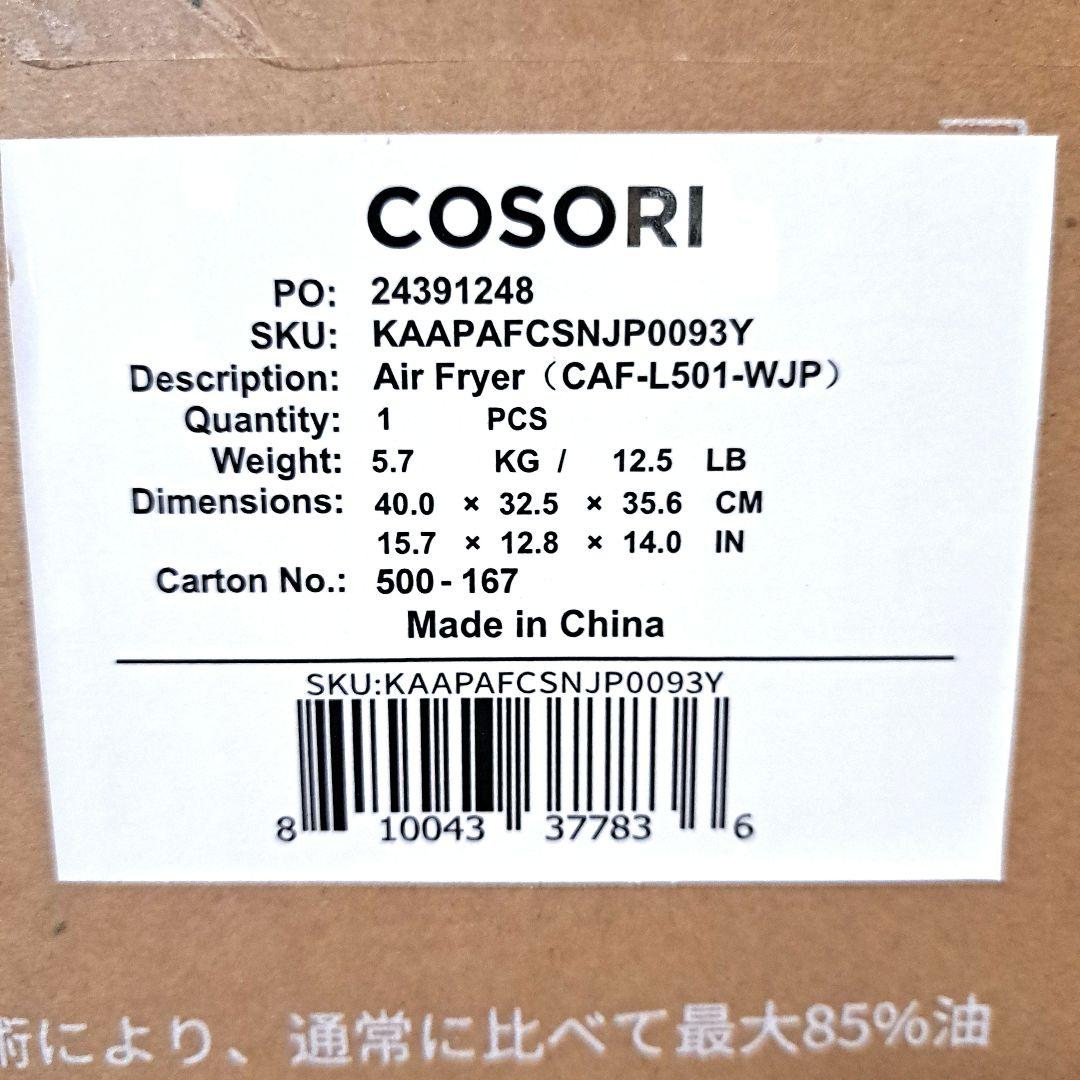 COSORI
PO: 24391248
SKU: KAAPAFCSNJP0093Y
Description: Air Fryer（CAF-L501-WJP）
Quantity: 1 PCS
Weight: 5.7 KG / 12.5 LB
Dimensions: 40.0 × 32.5 × 35.6 CM
15.7 × 12.8 × 14.0 IN
Carton No.: 500 - 167
Made in China
SKU:KAAPAFCSNJP0093Y
8 10043 37783 6
術により、通常に比べて最大85%油